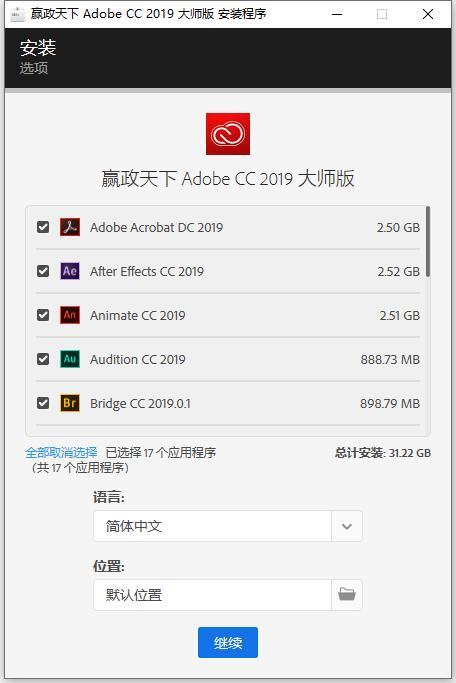 赢政天下 Adobe CC 2019 大师版 安装程序
安装
选项
赢政天下 Adobe CC 2019 大师版
Adobe Acrobat DC 2019 2.50 GB
Ae After Effects CC 2019 2.52 GB
An Animate CC 2019 2.51 GB
Au Audition CC 2019 888.73 MB
Br Bridge CC 2019.0.1 898.79 MB
全部取消选择 已选择 17 个应用程序 总计安装: 31.22 GB
（共 17 个应用程序）
语言:
简体中文
位置:
默认位置
继续